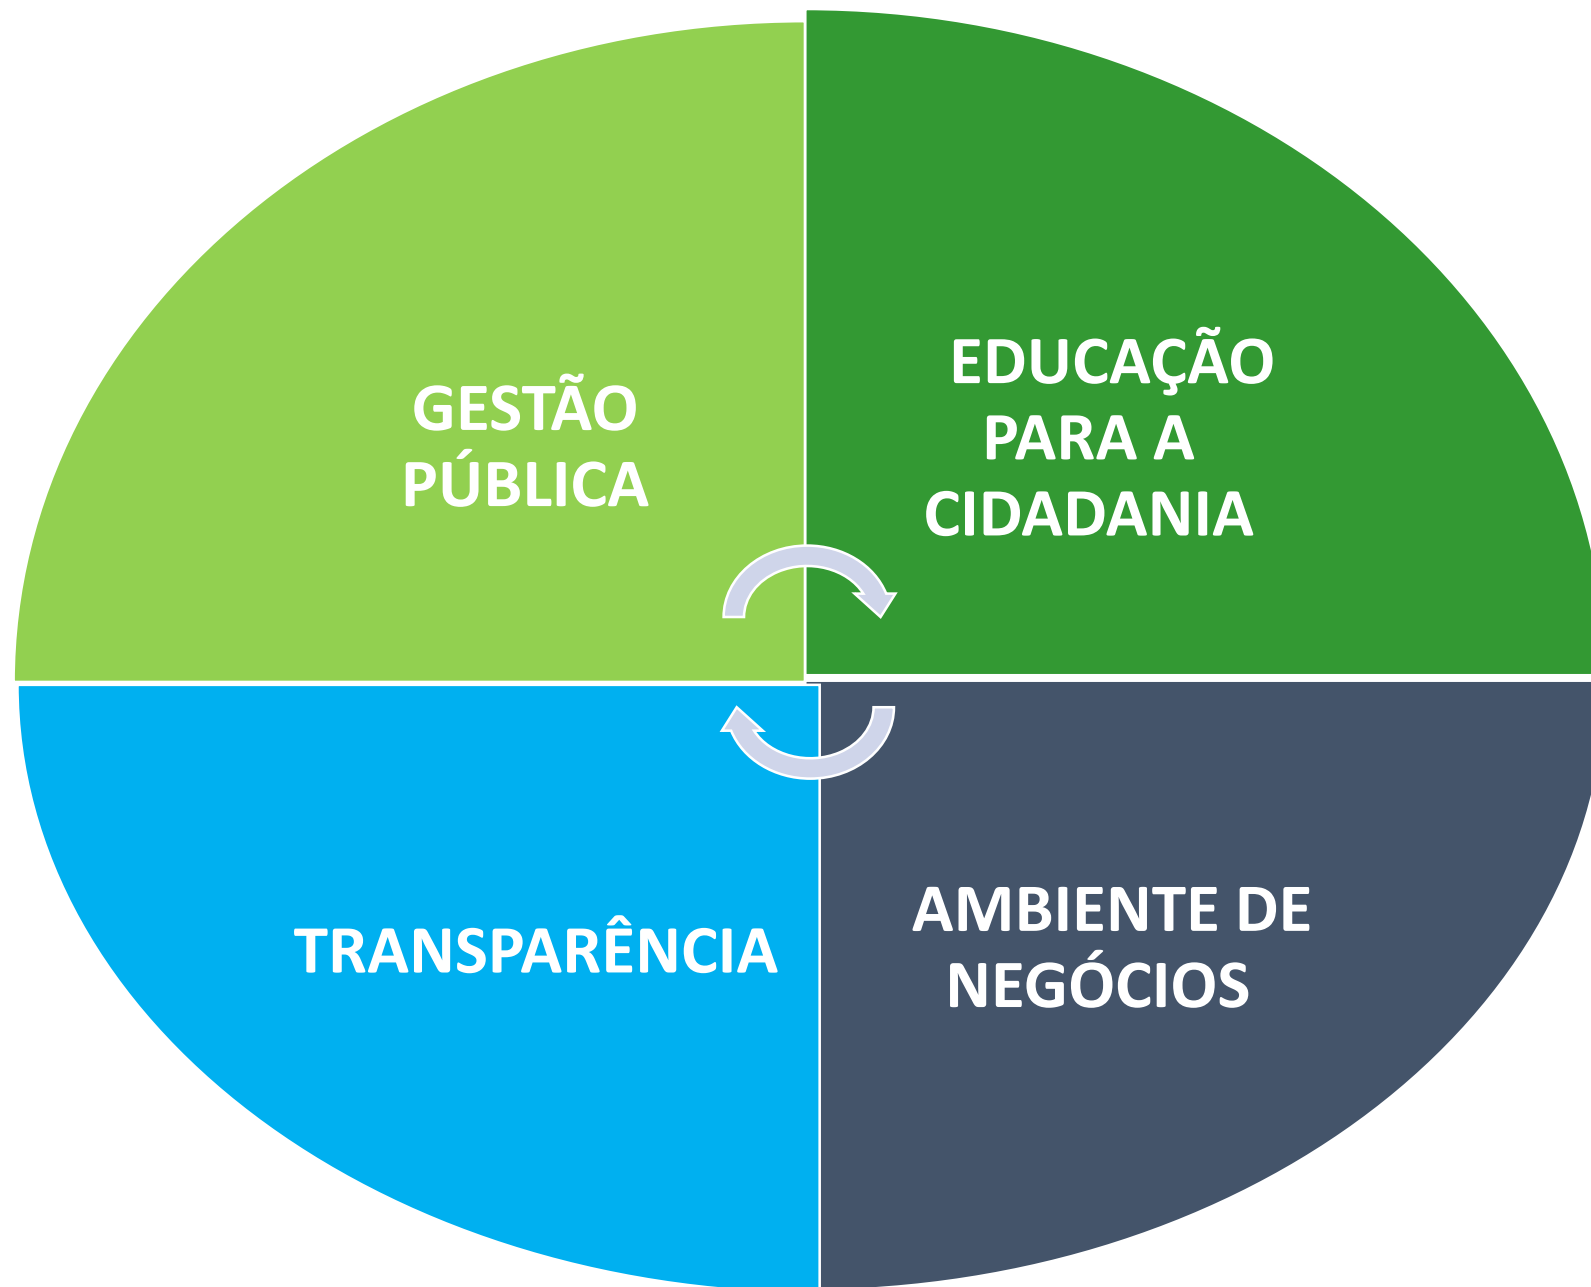 GESTÃO
PÚBLICA
EDUCAÇÃO
PARA A
CIDADANIA
TRANSPARÊNCIA
AMBIENTE DE
NEGÓCIOS